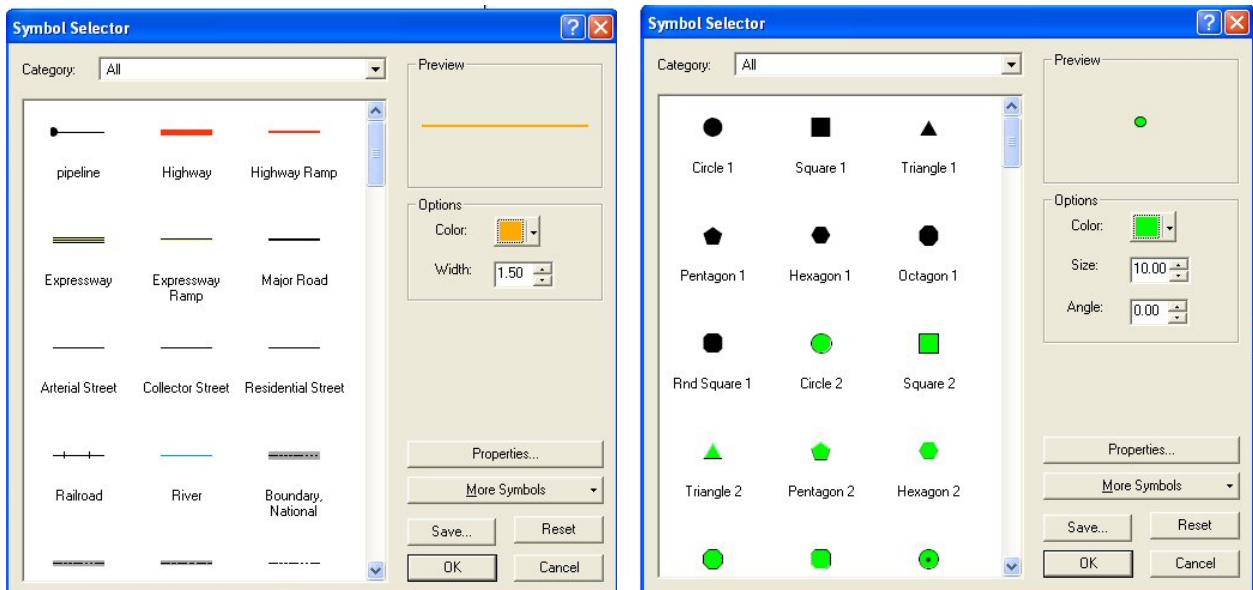 Symbol Selector
Category: All
Preview
pipeline Highway Highway Ramp
Options
Color:
Width: 1.50
Expressway Expressway Ramp Major Road
Arterial Street Collector Street Residential Street
Railroad River Boundary, National
Properties...
More Symbols
Save... Reset
OK Cancel
Symbol Selector
Category: All
Preview
Circle 1 Square 1 Triangle 1
Options
Color:
Size: 10.00
Angle: 0.00
Pentagon 1 Hexagon 1 Octagon 1
Rnd Square 1 Circle 2 Square 2
Triangle 2 Pentagon 2 Hexagon 2
Properties...
More Symbols
Save... Reset
OK Cancel